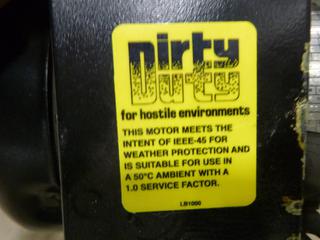 Dirty
Duty
for hostile environments
THIS MOTOR MEETS THE
INTENT OF IEEE-45 FOR
WEATHER PROTECTION AND
IS SUITABLE FOR USE IN
A 50°C AMBIENT WITH A
1.0 SERVICE FACTOR.
LB1000